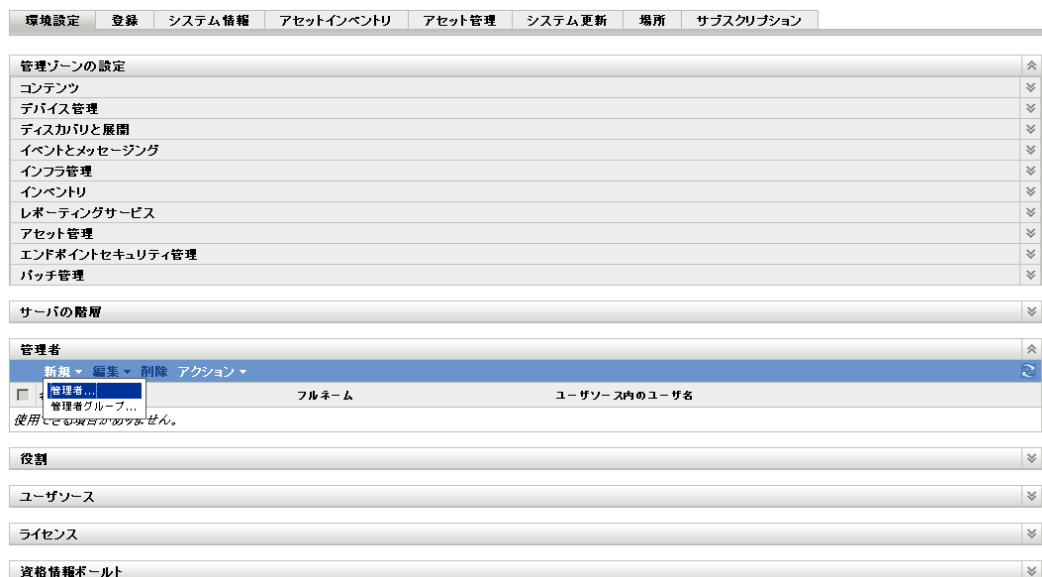 環境設定 登録 システム情報 アセットインベントリ アセット管理 システム更新 場所 サブスクリプション
管理ゾーンの設定
コンテンツ
デバイス管理
ディスカバリと展開
イベントとメッセージング
インフラ管理
インベントリ
レポーティングサービス
アセット管理
エンドポイントセキュリティ管理
パッチ管理
サーバの階層
管理者
新規 編集 削除 アクション
管理者...
フルネーム ユーザソース内のユーザ名
管理者グループ...
使用できる項目がありません。
役割
ユーザソース
ライセンス
資格情報ボールト